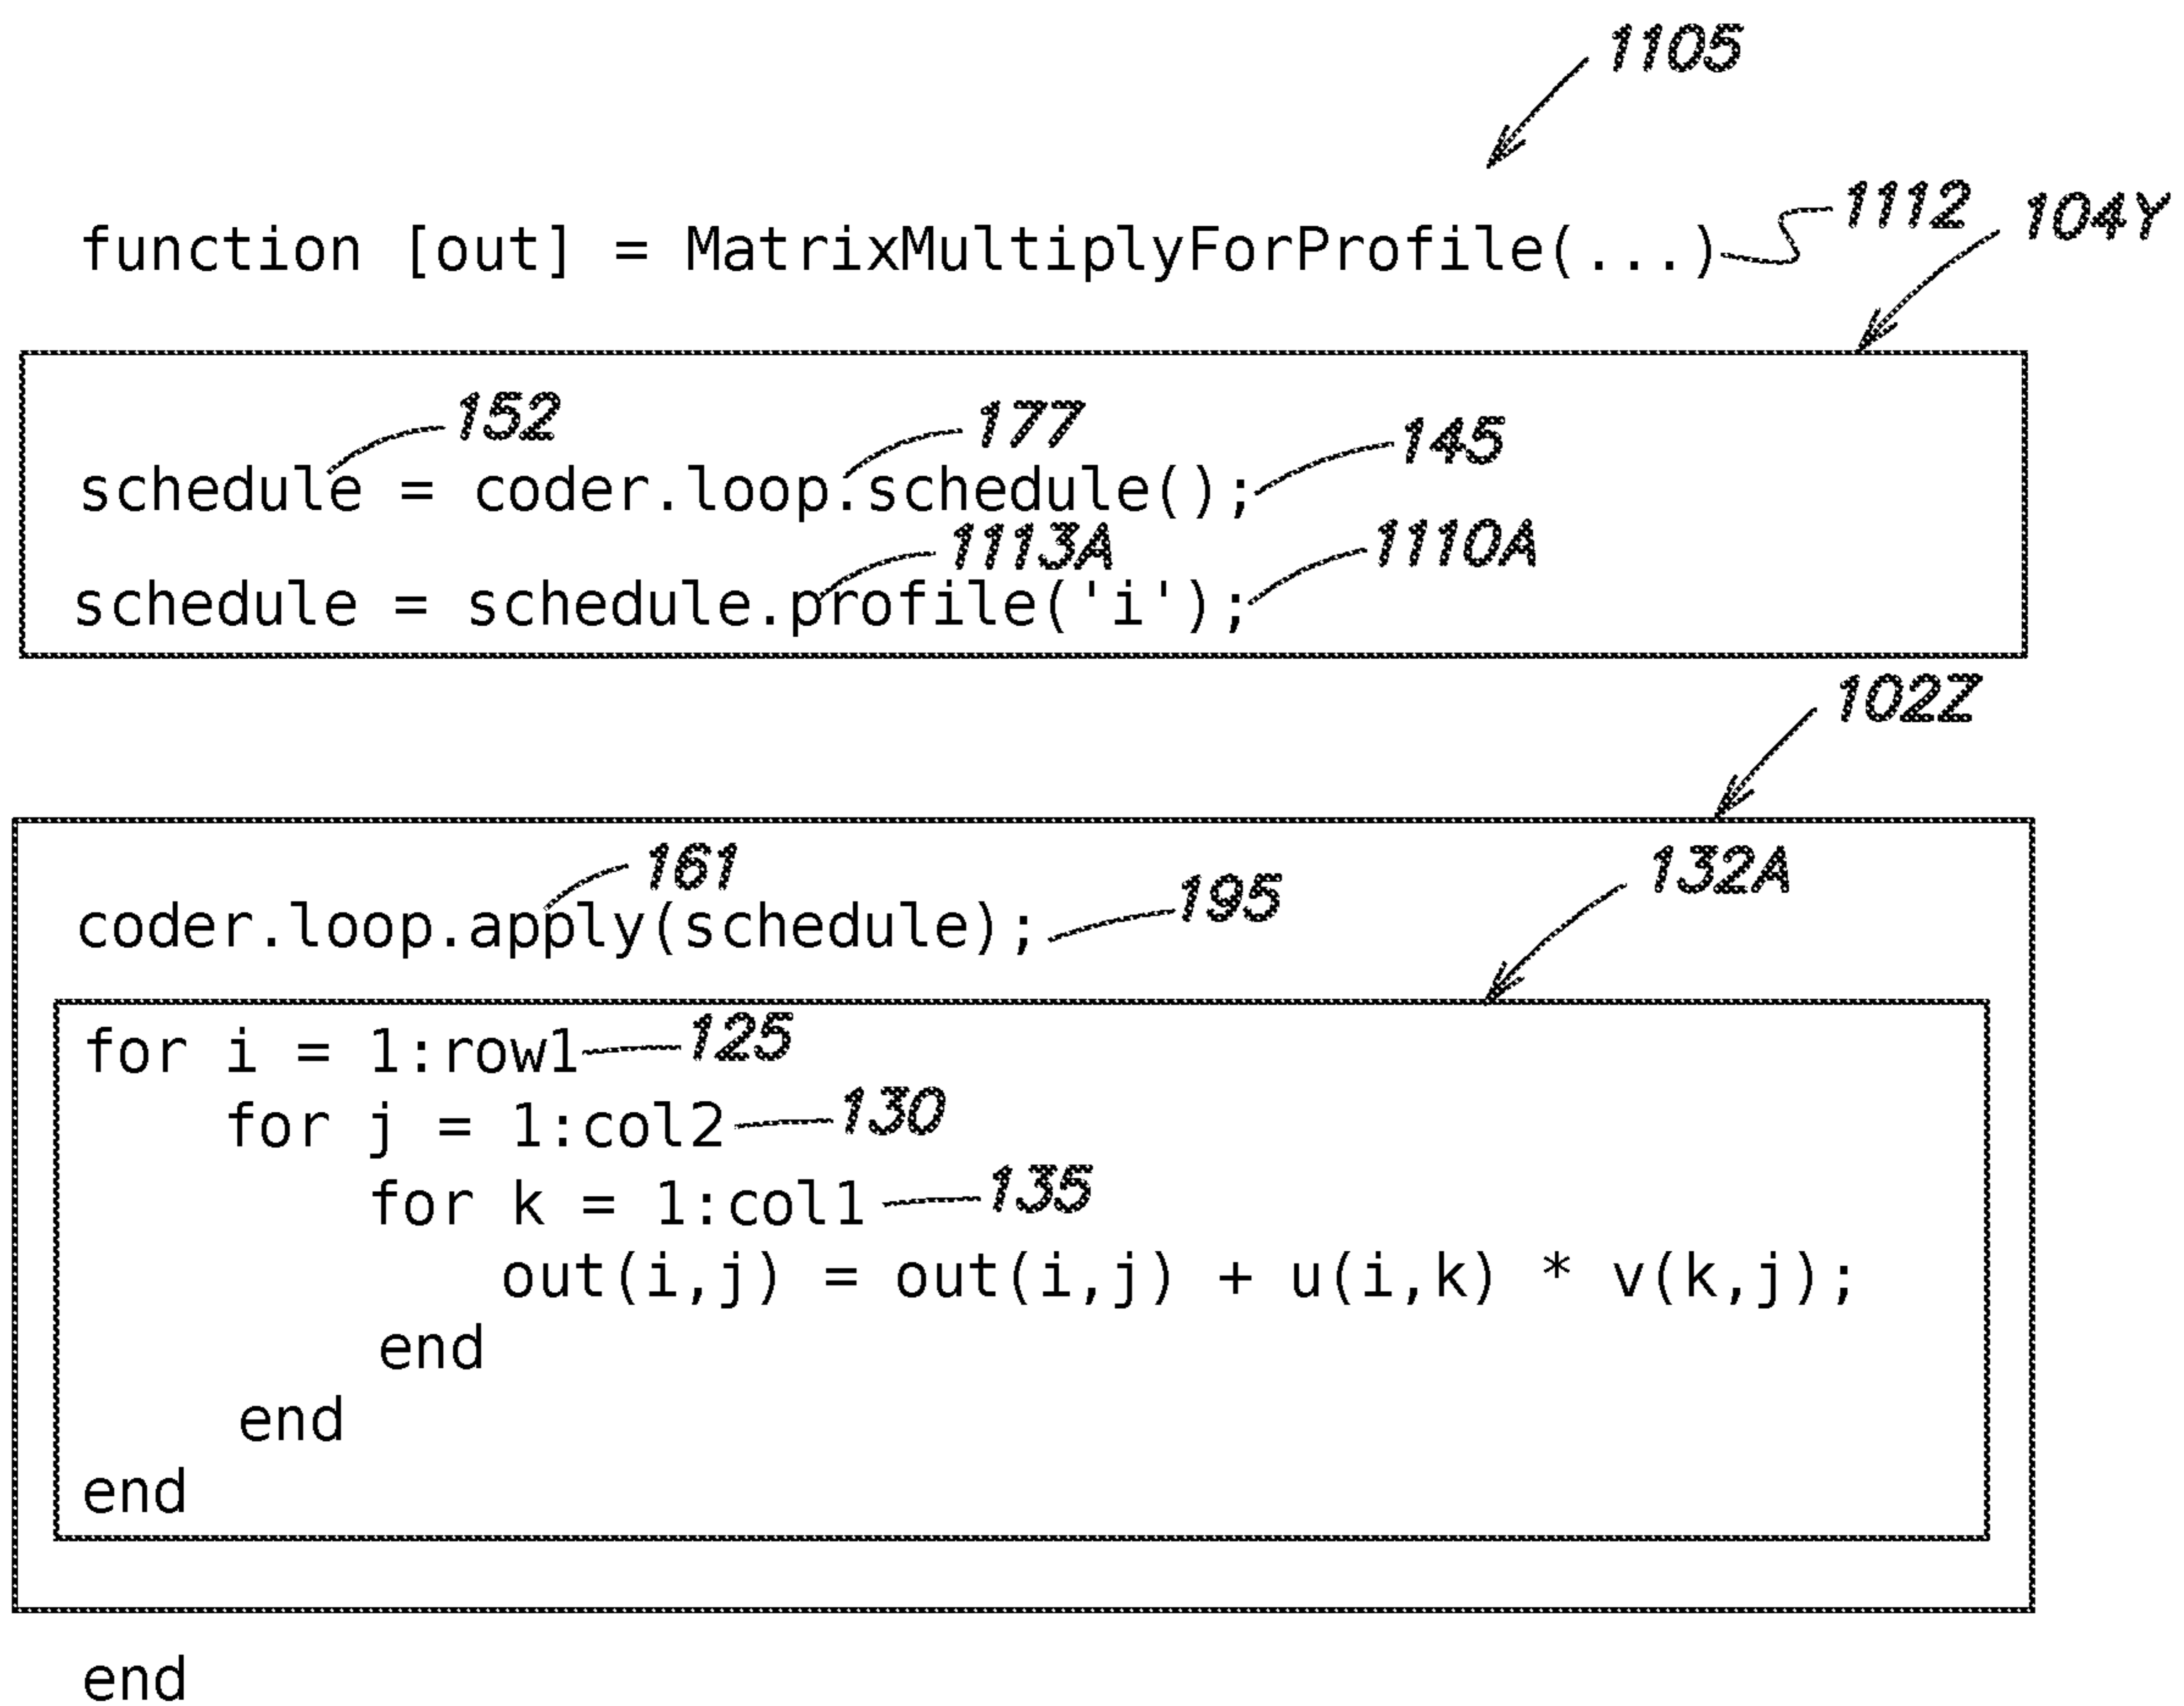 1105
function [out] = MatrixMultiplyForProfile(...) 1112 104Y
152 177 145
schedule = coder.loop.schedule();
1113A 1110A
schedule = schedule.profile('i');
102Z
161 195 132A
coder.loop.apply(schedule);
for i = 1:row1 125
for j = 1:col2 130
for k = 1:col1 135
out(i,j) = out(i,j) + u(i,k) * v(k,j);
end
end
end
end